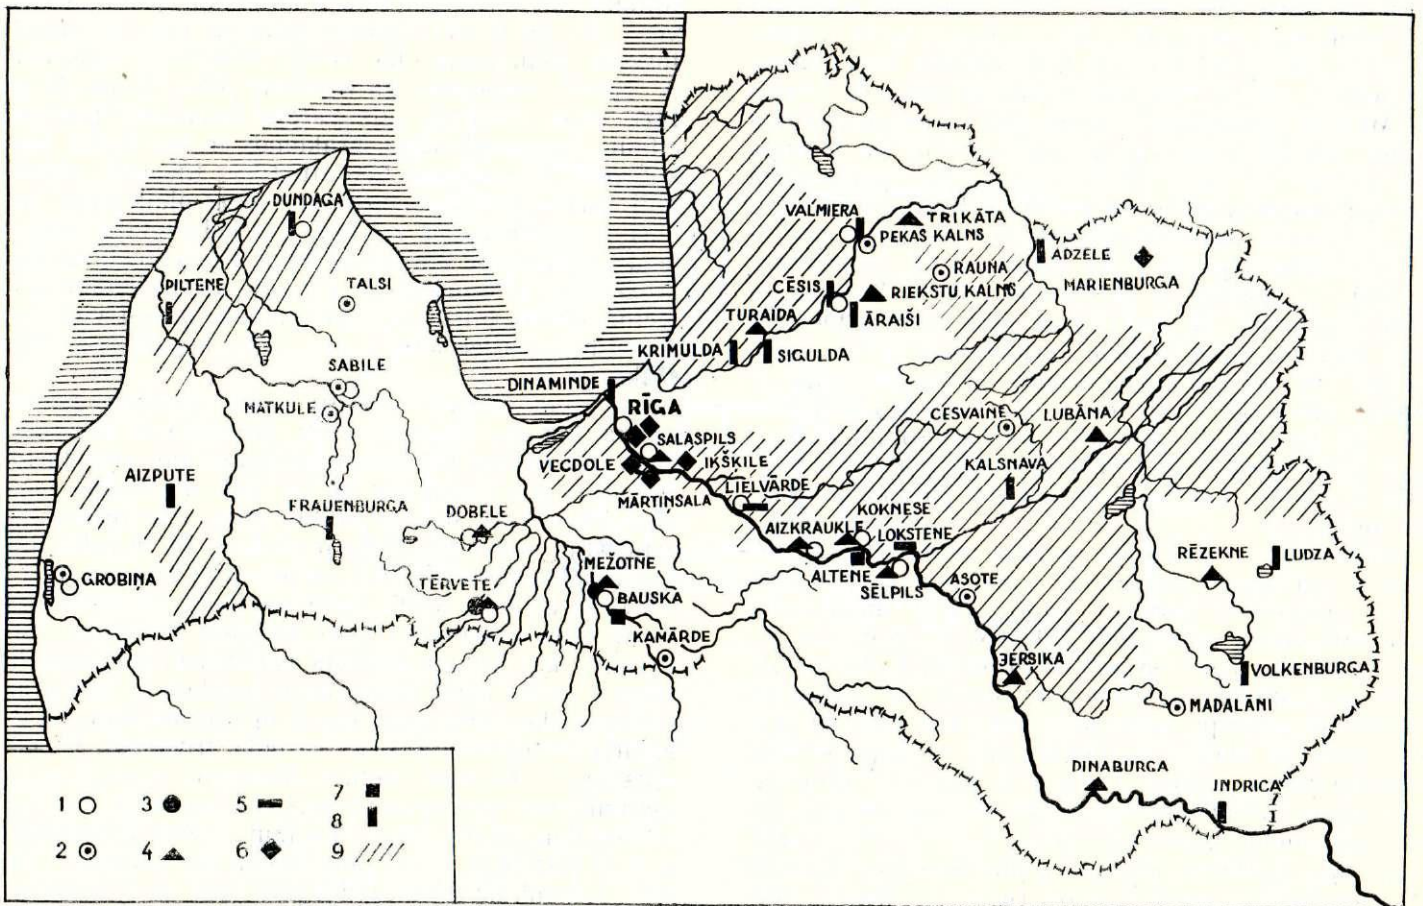 DUNDAGA
VALMIERA
TRIKĀTA
PEKAS KALNS
ADZELE
RAUNA
MARIENBURGA
PILTENE
TALSI
CĒSIS
RIEKSTU KALNS
TURAIDA
ĀRAIŠI
KRIMULDA
SIGULDA
SABILE
DINAMINDE
MATKULE
RĪGA
CESVAINE
LUBĀNA
SALASPILS
VECDOLE
IKŠĶILE
KALSNAVA
AIZPUTE
LIELVĀRDE
MĀRTIŅSALA
FRAUENBURGA
DOBELE
KOKNESE
AIZKRAUKLE
LOKSTENE
RĒZEKNE
LUDZA
MEŽOTNE
ALTENE
SĒLPILS
ASOTE
GROBIŅA
TĒRVETE
BAUSKA
KAMĀRDE
JERSIKA
VOLKENBURGA
MADALĀNI
DINABURGA
INDRICA
1 3 5 7
8
2 4 6 9